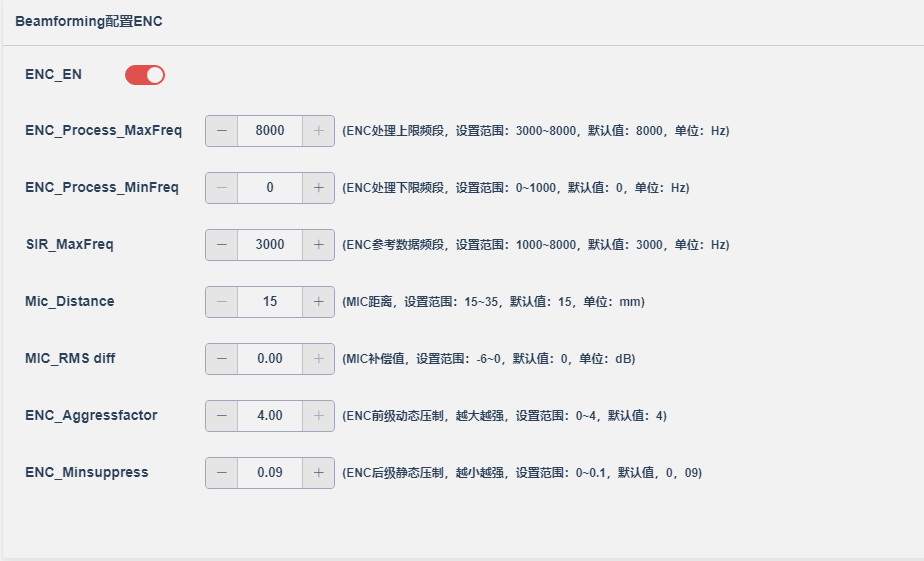 Beamforming配置ENC
ENC_EN
ENC_Process_MaxFreq − 8000 + (ENC处理上限频段，设置范围：3000~8000，默认值：8000，单位：Hz)
ENC_Process_MinFreq − 0 + (ENC处理下限频段，设置范围：0~1000，默认值：0，单位：Hz)
SIR_MaxFreq − 3000 + (ENC参考数据频段，设置范围：1000~8000，默认值：3000，单位：Hz)
Mic_Distance − 15 + (MIC距离，设置范围：15~35，默认值：15，单位：mm)
MIC_RMS diff − 0.00 + (MIC补偿值，设置范围：-6~0，默认值：0，单位：dB)
ENC_Aggressfactor − 4.00 + (ENC前级动态压制，越大越强，设置范围：0~4，默认值：4)
ENC_Minsuppress − 0.09 + (ENC后级静态压制，越小越强，设置范围：0~0.1，默认值，0，09)